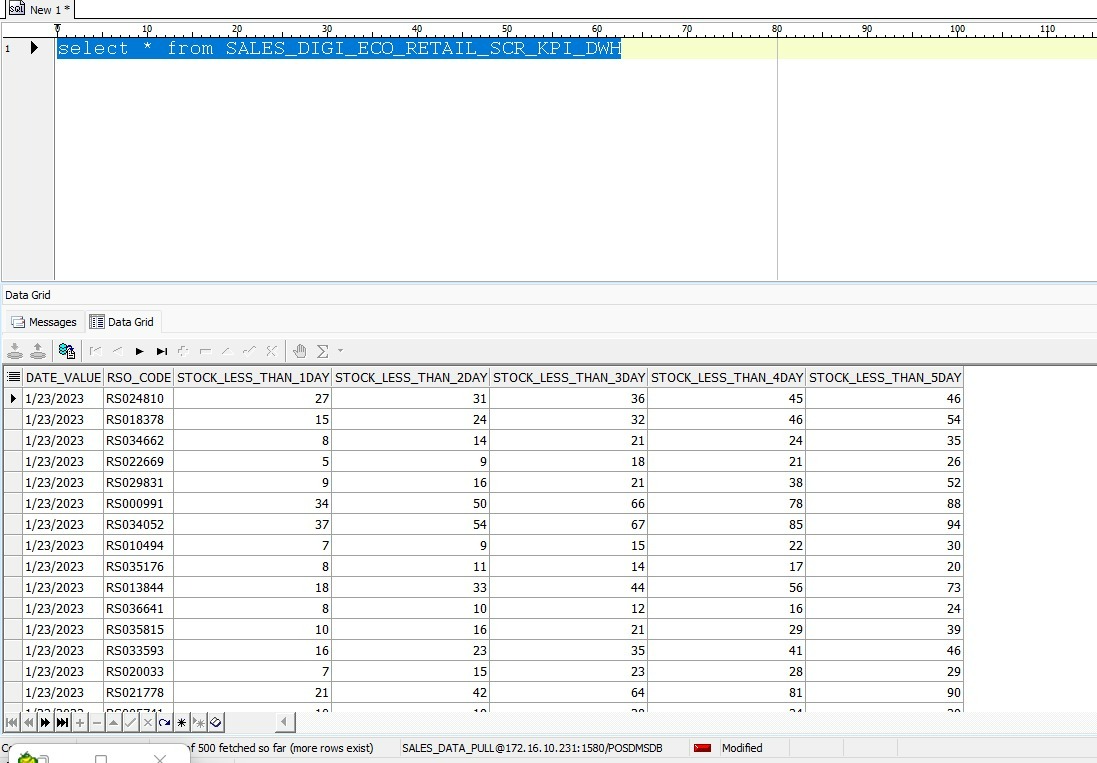 SQL New 1 *
0 10 20 30 40 50 60 70 80 90 100 110
1 select * from SALES_DIGI_ECO_RETAIL_SCR_KPI_DWH
Data Grid
Messages Data Grid
DATE_VALUE RSO_CODE STOCK_LESS_THAN_1DAY STOCK_LESS_THAN_2DAY STOCK_LESS_THAN_3DAY STOCK_LESS_THAN_4DAY STOCK_LESS_THAN_5DAY
1/23/2023 RS024810 27 31 36 45 46
1/23/2023 RS018378 15 24 32 46 54
1/23/2023 RS034662 8 14 21 24 35
1/23/2023 RS022669 5 9 18 21 26
1/23/2023 RS029831 9 16 21 38 52
1/23/2023 RS000991 34 50 66 78 88
1/23/2023 RS034052 37 54 67 85 94
1/23/2023 RS010494 7 9 15 22 30
1/23/2023 RS035176 8 11 14 17 20
1/23/2023 RS013844 18 33 44 56 73
1/23/2023 RS036641 8 10 12 16 24
1/23/2023 RS035815 10 16 21 29 39
1/23/2023 RS033593 16 23 35 41 46
1/23/2023 RS020033 7 15 23 28 29
1/23/2023 RS021778 21 42 64 81 90
of 500 fetched so far (more rows exist) SALES_DATA_PULL@172.16.10.231:1580/POSDMSDB Modified